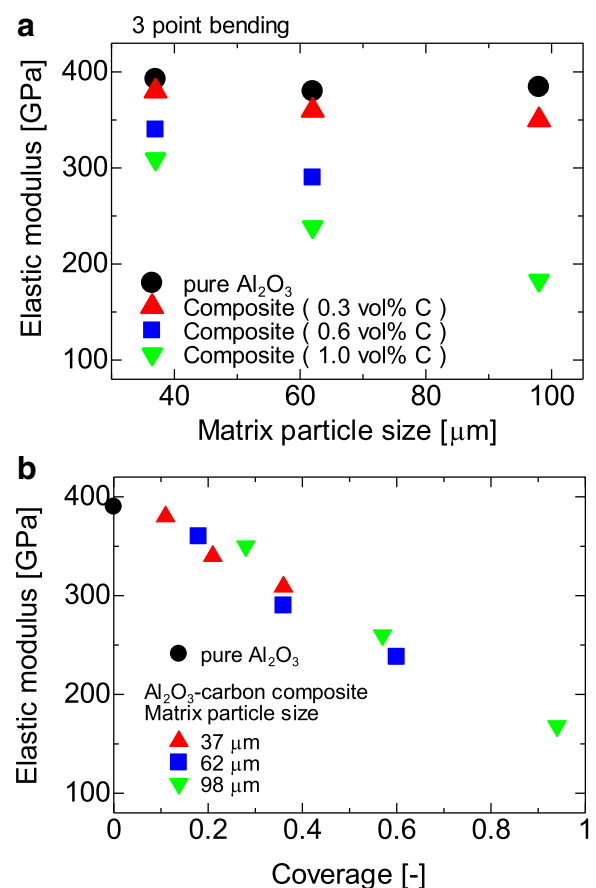 a
3 point bending
400
300
200
100
Elastic modulus [GPa]
pure Al₂O₃
Composite ( 0.3 vol% C )
Composite ( 0.6 vol% C )
Composite ( 1.0 vol% C )
40 60 80 100
Matrix particle size [μm]
b
400
300
200
100
Elastic modulus [GPa]
pure Al₂O₃
Al₂O₃-carbon composite
Matrix particle size
37 μm
62 μm
98 μm
0 0.2 0.4 0.6 0.8 1
Coverage [-]